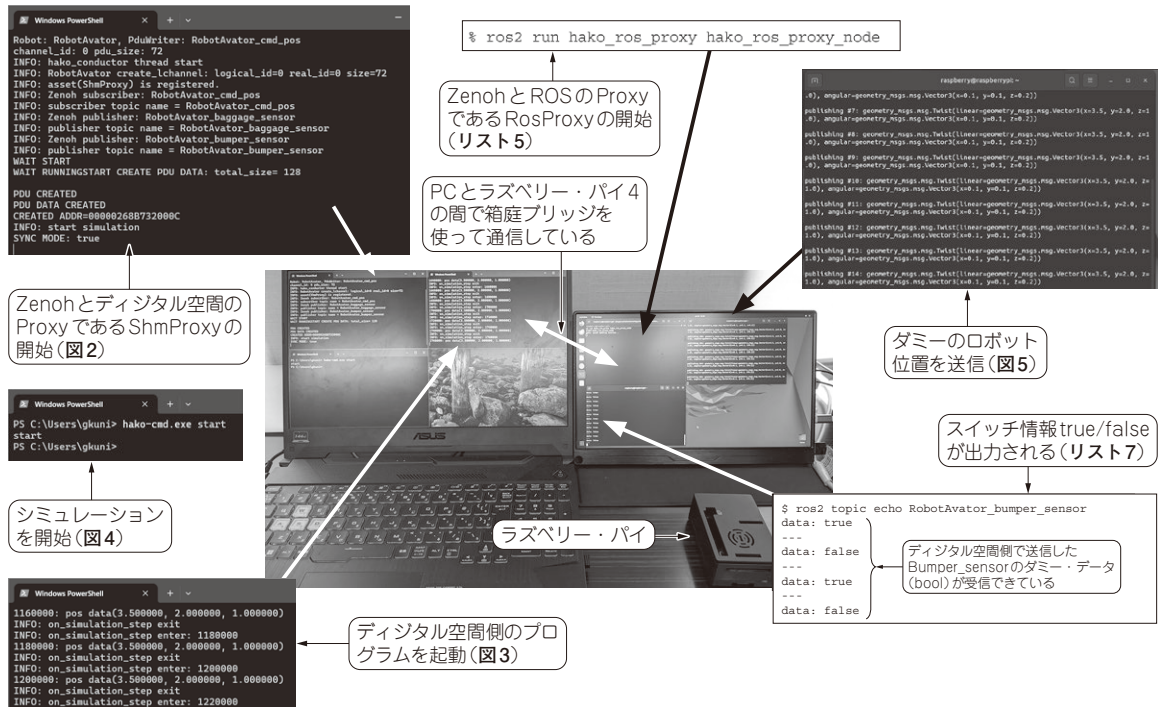 Windows PowerShell
Robot: RobotAvator, PduWriter: RobotAvator_cmd_pos
channel_id: 0 pdu_size: 72
INFO: hako_conductor thread start
INFO: RobotAvator create_lchannel: logical_id=0 real_id=0 size=72
INFO: asset(ShmProxy) is registered.
INFO: Zenoh subscriber: RobotAvator_cmd_pos
INFO: subscriber topic name = RobotAvator_cmd_pos
INFO: Zenoh publisher: RobotAvator_baggage_sensor
INFO: publisher topic name = RobotAvator_baggage_sensor
INFO: Zenoh publisher: RobotAvator_bumper_sensor
INFO: publisher topic name = RobotAvator_bumper_sensor
WAIT START
WAIT RUNNINGSTART CREATE PDU DATA: total_size= 128
PDU CREATED
PDU DATA CREATED
CREATED ADDR=00000268B732000C
INFO: start simulation
SYNC MODE: true
% ros2 run hako_ros_proxy hako_ros_proxy_node
ZenohとROSのProxy
であるRosProxyの開始
(リスト5)
PCとラズベリー・パイ4
の間で箱庭ブリッジを
使って通信している
raspberry@raspberrypi: ~
.0), angular=geometry_msgs.msg.Vector3(x=0.1, y=0.1, z=0.2))
publishing #7: geometry_msgs.msg.Twist(linear=geometry_msgs.msg.Vector3(x=3.5, y=2.0, z=1
.0), angular=geometry_msgs.msg.Vector3(x=0.1, y=0.1, z=0.2))
publishing #8: geometry_msgs.msg.Twist(linear=geometry_msgs.msg.Vector3(x=3.5, y=2.0, z=1
.0), angular=geometry_msgs.msg.Vector3(x=0.1, y=0.1, z=0.2))
publishing #9: geometry_msgs.msg.Twist(linear=geometry_msgs.msg.Vector3(x=3.5, y=2.0, z=1
.0), angular=geometry_msgs.msg.Vector3(x=0.1, y=0.1, z=0.2))
publishing #10: geometry_msgs.msg.Twist(linear=geometry_msgs.msg.Vector3(x=3.5, y=2.0, z=
1.0), angular=geometry_msgs.msg.Vector3(x=0.1, y=0.1, z=0.2))
publishing #11: geometry_msgs.msg.Twist(linear=geometry_msgs.msg.Vector3(x=3.5, y=2.0, z=
1.0), angular=geometry_msgs.msg.Vector3(x=0.1, y=0.1, z=0.2))
publishing #12: geometry_msgs.msg.Twist(linear=geometry_msgs.msg.Vector3(x=3.5, y=2.0, z=
1.0), angular=geometry_msgs.msg.Vector3(x=0.1, y=0.1, z=0.2))
publishing #13: geometry_msgs.msg.Twist(linear=geometry_msgs.msg.Vector3(x=3.5, y=2.0, z=
1.0), angular=geometry_msgs.msg.Vector3(x=0.1, y=0.1, z=0.2))
publishing #14: geometry_msgs.msg.Twist(linear=geometry_msgs.msg.Vector3(x=3.5, y=2.0, z=
1.0), angular=geometry_msgs.msg.Vector3(x=0.1, y=0.1, z=0.2))
Zenohとディジタル空間の
ProxyであるShmProxyの
開始(図2)
ダミーのロボット
位置を送信(図5)
Windows PowerShell
PS C:\Users\gkuni> hako-cmd.exe start
start
PS C:\Users\gkuni>
シミュレーション
を開始(図4)
ASUS
ラズベリー・パイ
スイッチ情報true/false
が出力される(リスト7)
$ ros2 topic echo RobotAvator_bumper_sensor
data: true
---
data: false
---
data: true
---
data: false
ディジタル空間側で送信した
Bumper_sensorのダミー・データ
(bool)が受信できている
Windows PowerShell
1160000: pos data(3.500000, 2.000000, 1.000000)
INFO: on_simulation_step exit
INFO: on_simulation_step enter: 1180000
1180000: pos data(3.500000, 2.000000, 1.000000)
INFO: on_simulation_step exit
INFO: on_simulation_step enter: 1200000
1200000: pos data(3.500000, 2.000000, 1.000000)
INFO: on_simulation_step exit
INFO: on_simulation_step enter: 1220000
ディジタル空間側のプロ
グラムを起動(図3)